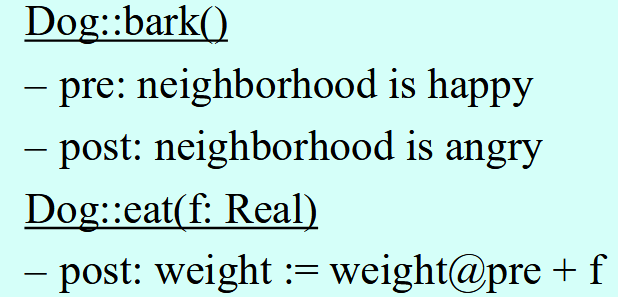 Dog::bark()
– pre: neighborhood is happy
– post: neighborhood is angry
Dog::eat(f: Real)
– post: weight := weight@pre + f